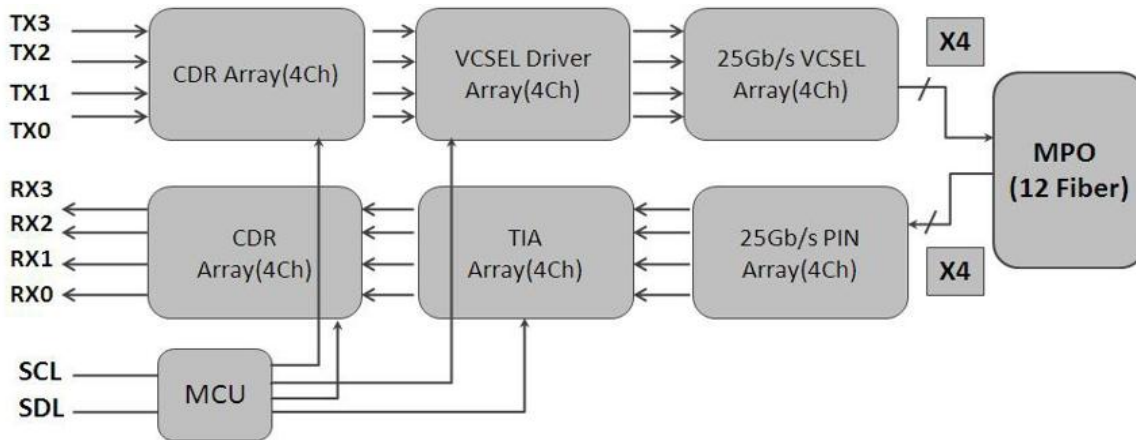 TX3
TX2
TX1
TX0
CDR Array(4Ch)
VCSEL Driver
Array(4Ch)
25Gb/s VCSEL
Array(4Ch)
X4
MPO
(12 Fiber)
RX3
RX2
RX1
RX0
CDR
Array(4Ch)
TIA
Array(4Ch)
25Gb/s PIN
Array(4Ch)
X4
SCL
SDL
MCU